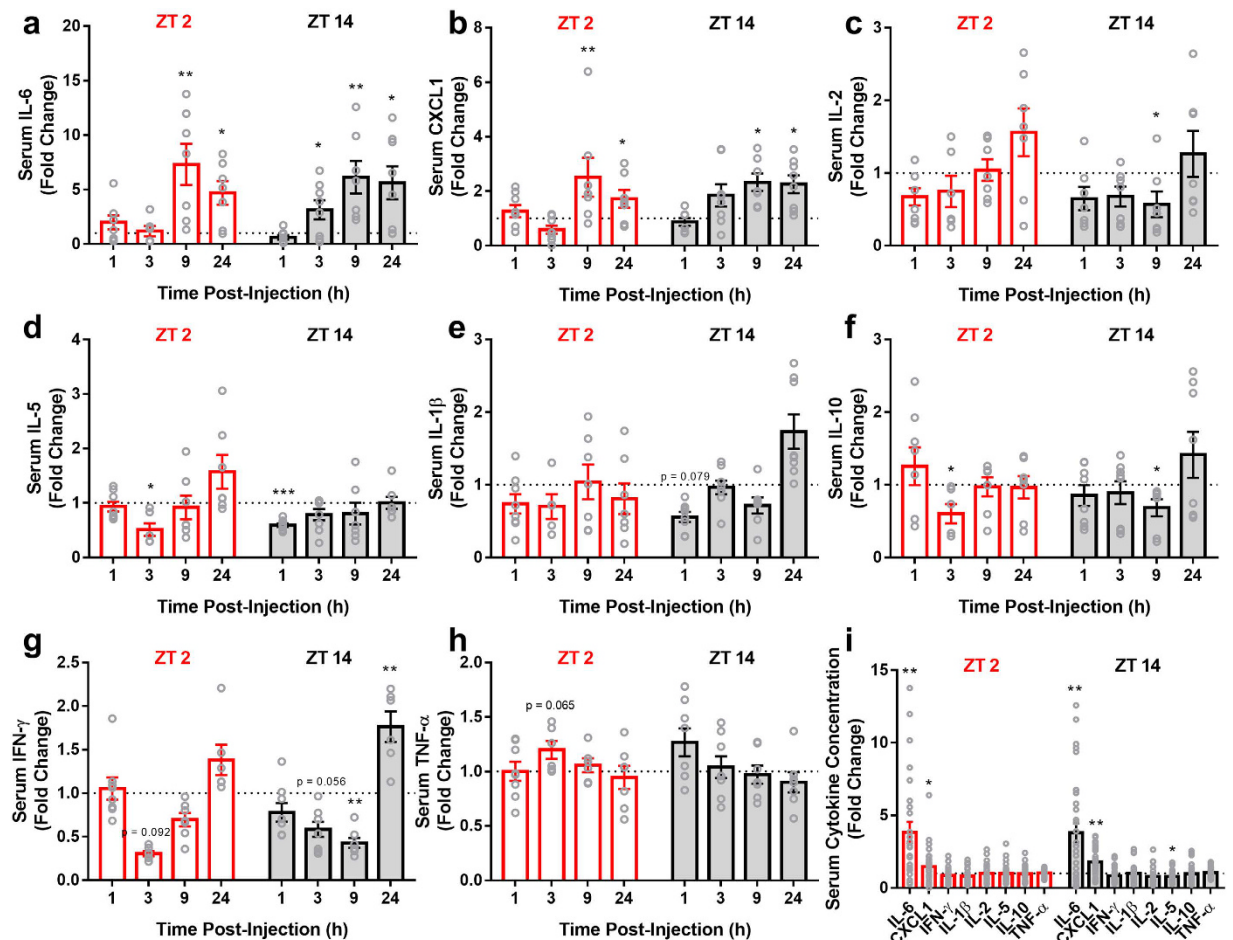 a
ZT 2
ZT 14
Serum IL-6
(Fold Change)
20
15
10
5
0
**
*
*
**
*
1 3 9 24 1 3 9 24
Time Post-Injection (h)
b
ZT 2
ZT 14
Serum CXCL1
(Fold Change)
8
6
4
2
0
**
*
*
*
1 3 9 24 1 3 9 24
Time Post-Injection (h)
c
ZT 2
ZT 14
Serum IL-2
(Fold Change)
3
2
1
0
*
1 3 9 24 1 3 9 24
Time Post-Injection (h)
d
ZT 2
ZT 14
Serum IL-5
(Fold Change)
4
3
2
1
0
*
***
1 3 9 24 1 3 9 24
Time Post-Injection (h)
e
ZT 2
ZT 14
Serum IL-1β
(Fold Change)
3
2
1
0
p = 0.079
1 3 9 24 1 3 9 24
Time Post-Injection (h)
f
ZT 2
ZT 14
Serum IL-10
(Fold Change)
3
2
1
0
*
*
1 3 9 24 1 3 9 24
Time Post-Injection (h)
g
ZT 2
ZT 14
Serum IFN-γ
(Fold Change)
2.5
2.0
1.5
1.0
0.5
0.0
p = 0.092
p = 0.056
**
**
1 3 9 24 1 3 9 24
Time Post-Injection (h)
h
ZT 2
ZT 14
Serum TNF-α
(Fold Change)
2.5
2.0
1.5
1.0
0.5
0.0
p = 0.065
1 3 9 24 1 3 9 24
Time Post-Injection (h)
i
ZT 2
ZT 14
Serum Cytokine Concentration
(Fold Change)
15
10
5
0
**
*
**
**
*
IL-6 CXCL1 IFN-γ IL-1β IL-2 IL-5 IL-10 TNF-α IL-6 CXCL1 IFN-γ IL-1β IL-2 IL-5 IL-10 TNF-α